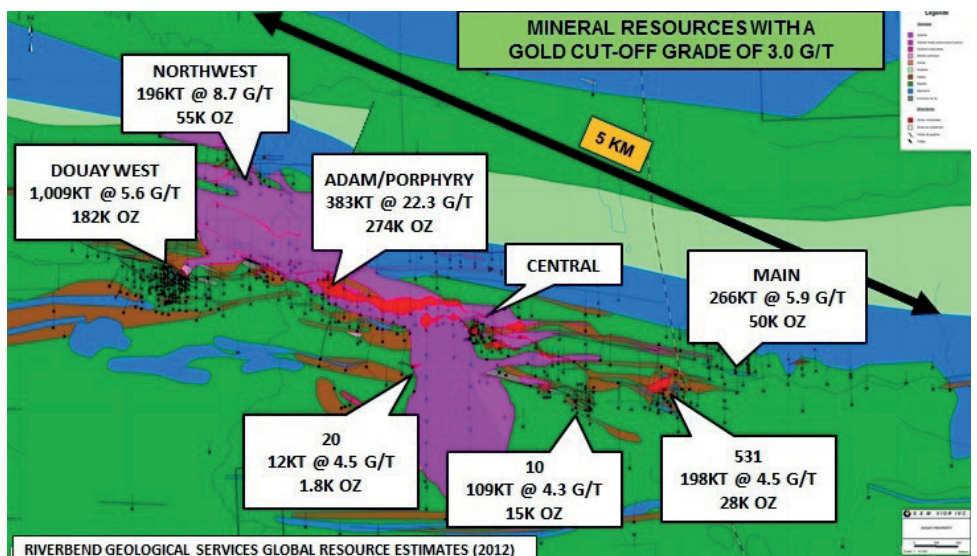 MINERAL RESOURCES WITH A
GOLD CUT-OFF GRADE OF 3.0 G/T
Légende
NORTHWEST
196KT @ 8.7 G/T
55K OZ
5 KM
DOUAY WEST
1,009KT @ 5.6 G/T
182K OZ
ADAM/PORPHYRY
383KT @ 22.3 G/T
274K OZ
CENTRAL
MAIN
266KT @ 5.9 G/T
50K OZ
20
12KT @ 4.5 G/T
1.8K OZ
10
109KT @ 4.3 G/T
15K OZ
531
198KT @ 4.5 G/T
28K OZ
RIVERBEND GEOLOGICAL SERVICES GLOBAL RESOURCE ESTIMATES (2012)